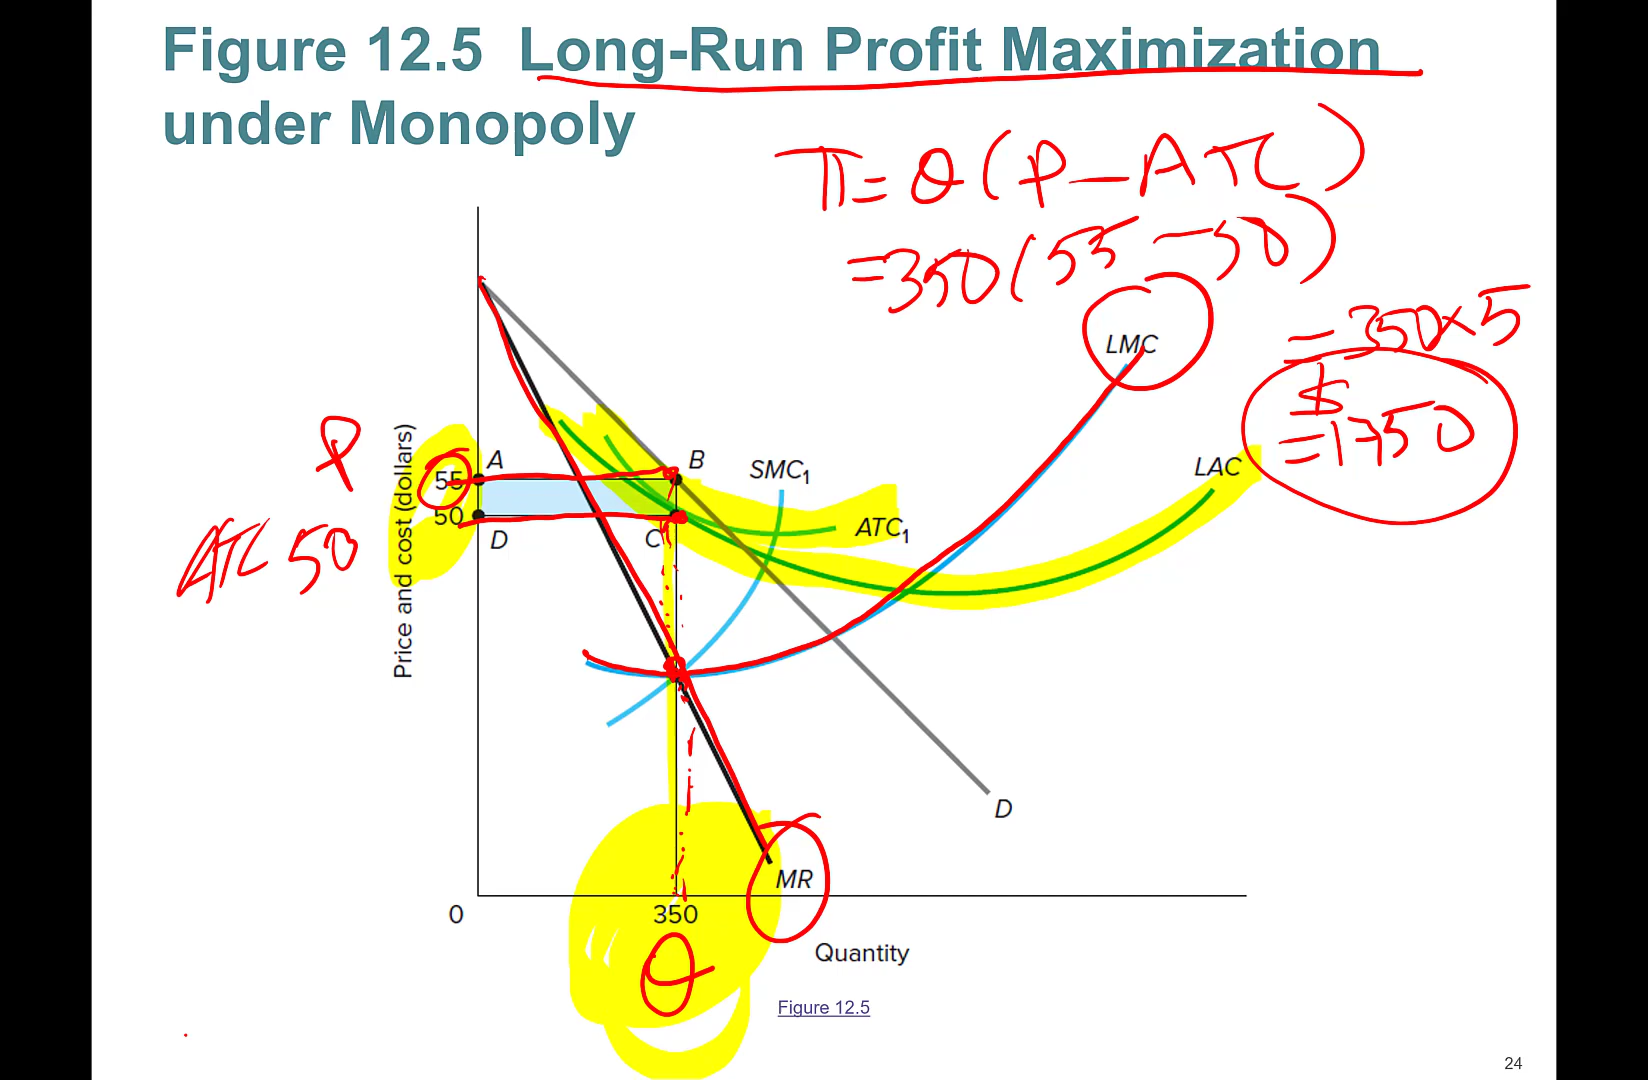 Figure 12.5 Long-Run Profit Maximization
under Monopoly
π = Q(P - ATC)
= 350(55 - 50)
= 350 × 5
$
= 1750
LMC
P
Price and cost (dollars)
55
A
B
SMC1
LAC
50
D
C
ATC1
ATC 50
D
MR
0
350
Q
Quantity
Figure 12.5
24